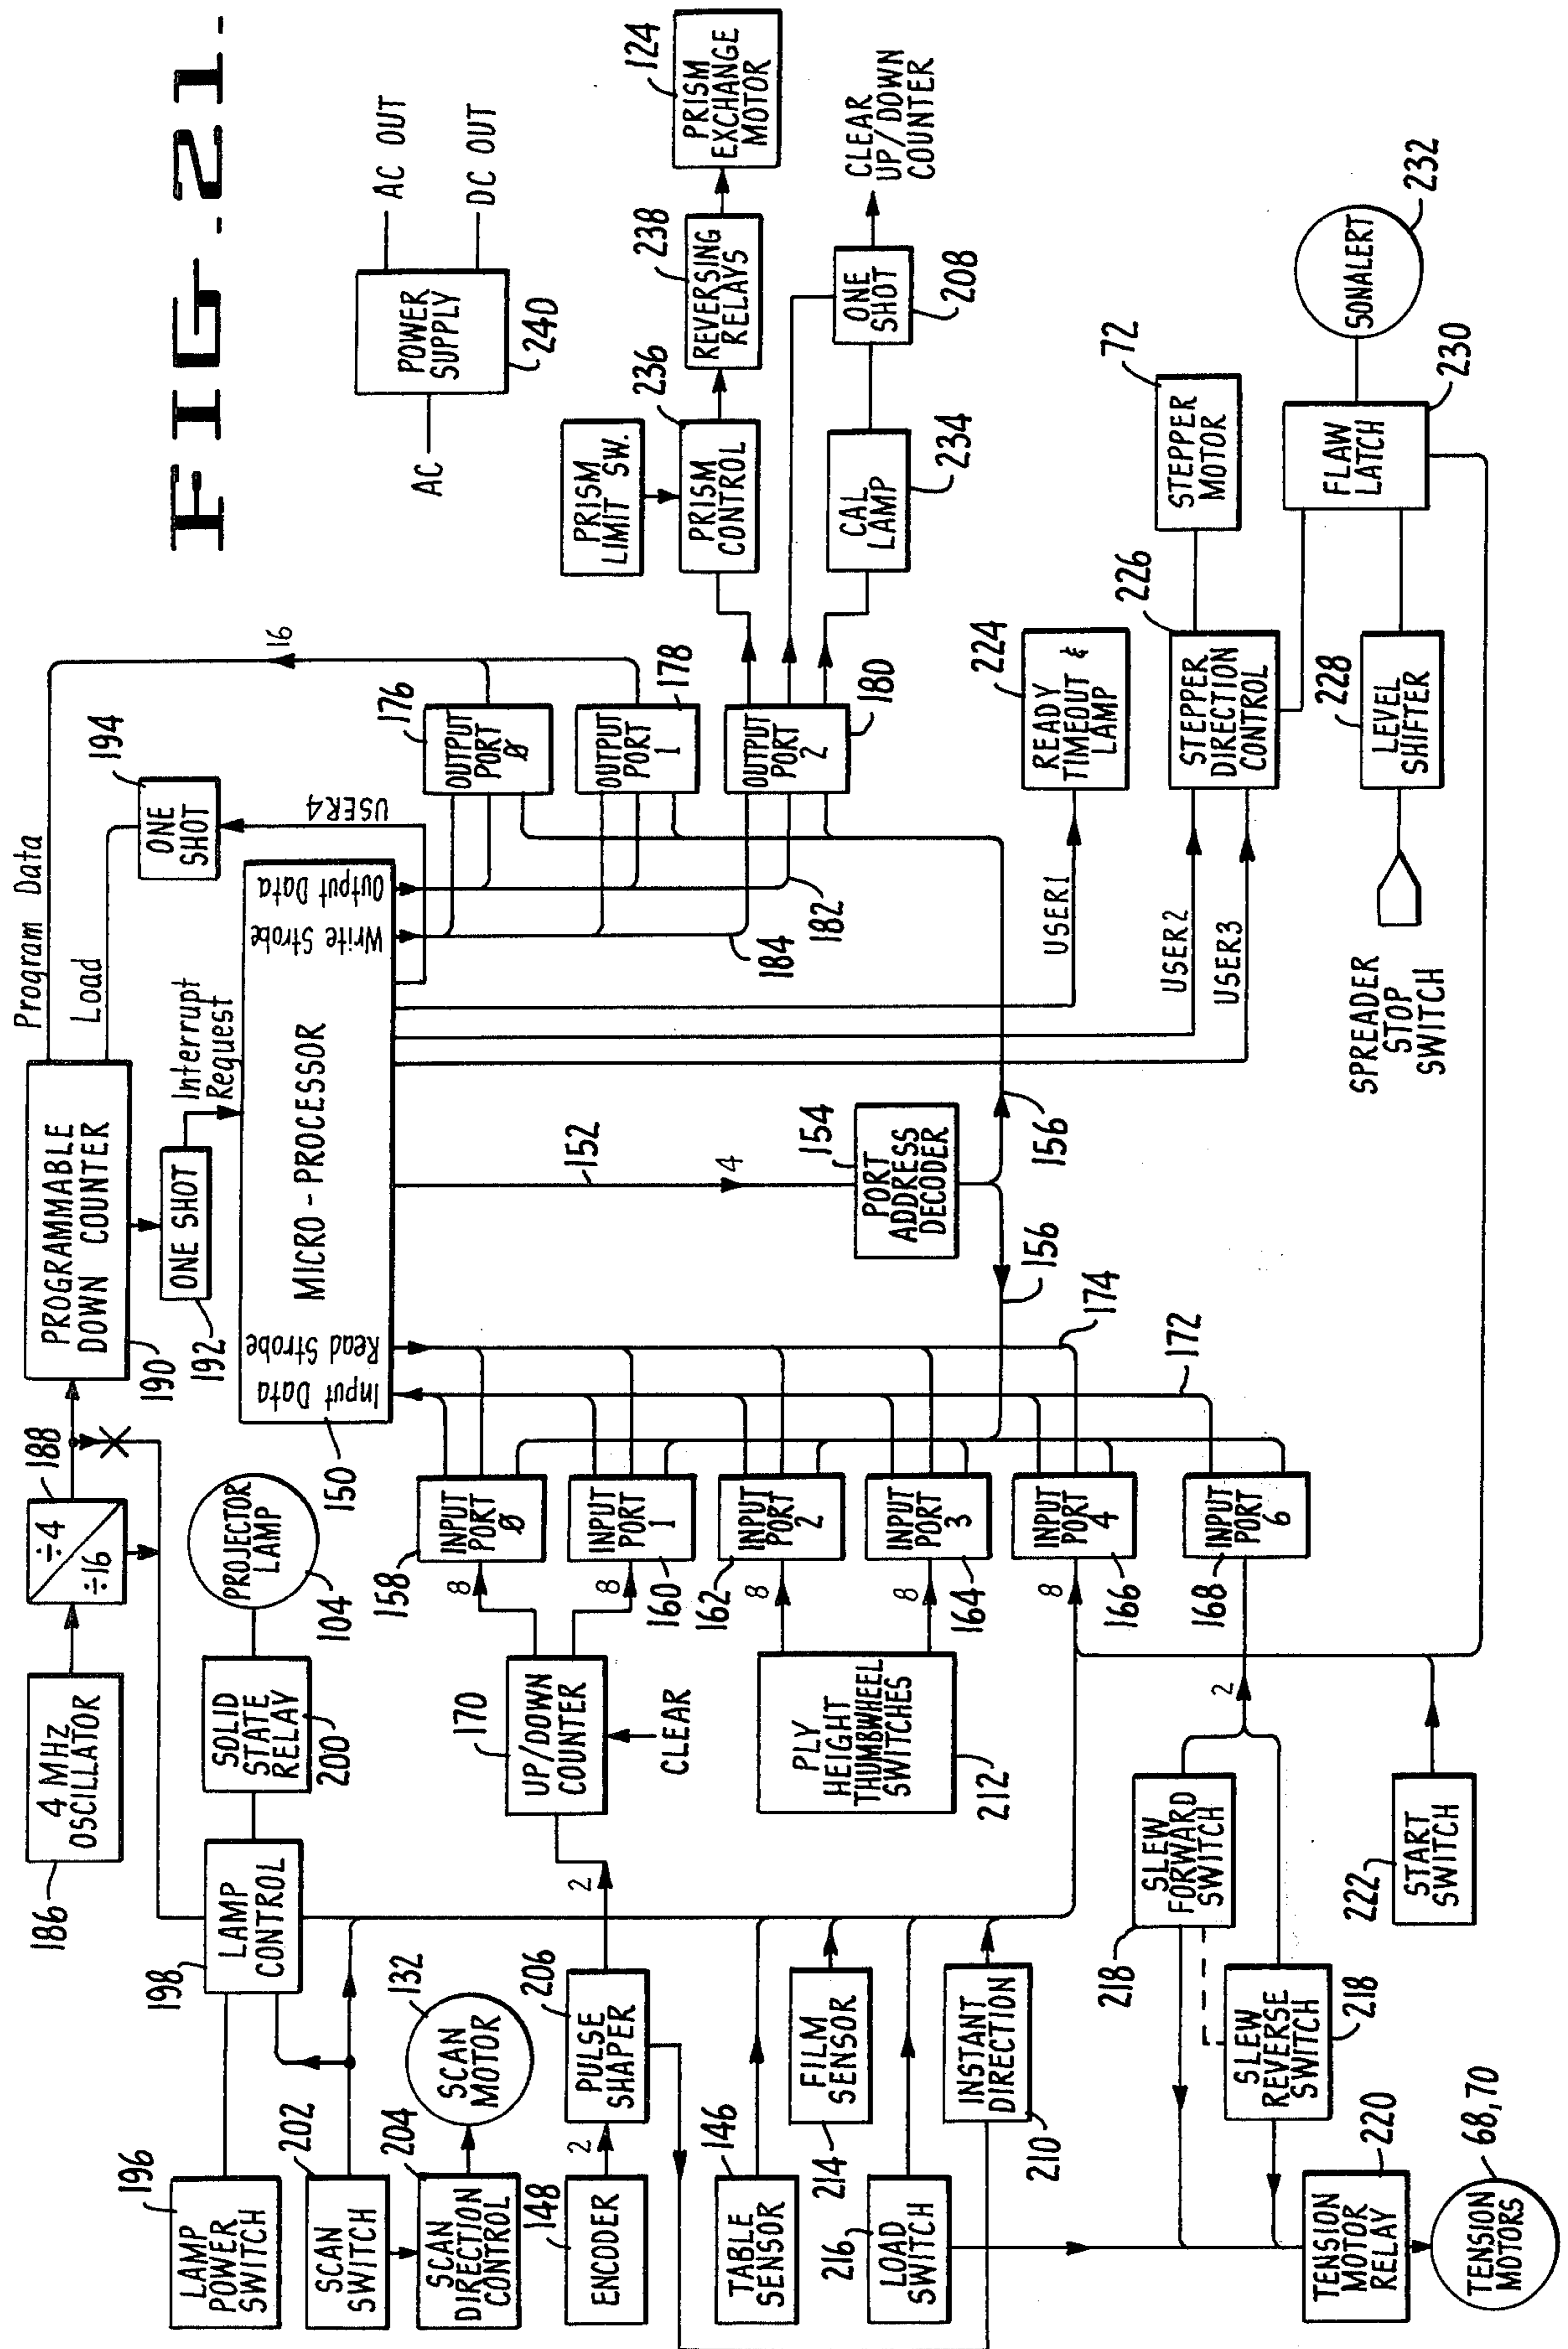 FIG-21-
4 MHz
OSCILLATOR
186
÷4
÷16
188
PROGRAMMABLE
DOWN COUNTER
190
Program Data
Load
16
ONE SHOT
192
Interrupt
Request
ONE
SHOT
194
USER4
MICRO-PROCESSOR
150
Input Data
Read Strobe
Write Strobe
Output Data
LAMP
POWER
SWITCH
196
LAMP
CONTROL
198
SOLID
STATE
RELAY
200
PROJECTOR
LAMP
104
SCAN
SWITCH
202
SCAN
DIRECTION
CONTROL
204
SCAN
MOTOR
132
ENCODER
148
2
PULSE
SHAPER
206
2
UP/DOWN
COUNTER
170
CLEAR
8
8
INPUT
PORT
Ø
158
INPUT
PORT
1
160
PLY
HEIGHT
THUMBWHEEL
SWITCHES
212
8
8
INPUT
PORT
2
162
INPUT
PORT
3
164
8
INPUT
PORT
4
166
INPUT
PORT
6
168
172
174
152
4
PORT
ADDRESS
DECODER
154
156
156
OUTPUT
PORT
Ø
176
OUTPUT
PORT
1
178
OUTPUT
PORT
2
180
182
184
TABLE
SENSOR
146
FILM
SENSOR
214
LOAD
SWITCH
216
INSTANT
DIRECTION
210
SLEW
FORWARD
SWITCH
218
SLEW
REVERSE
SWITCH
218
2
TENSION
MOTOR
RELAY
220
TENSION
MOTORS
68,70
START
SWITCH
222
USER1
READY
TIMEOUT &
LAMP
224
USER2
USER3
STEPPER
DIRECTION
CONTROL
226
STEPPER
MOTOR
72
SPREADER
STOP
SWITCH
LEVEL
SHIFTER
228
FLAW
LATCH
230
SONALERT
232
PRISM
LIMIT SW.
PRISM
CONTROL
236
REVERSING
RELAYS
238
PRISM
EXCHANGE
MOTOR
124
CAL
LAMP
234
ONE
SHOT
208
CLEAR
UP/DOWN
COUNTER
AC
POWER
SUPPLY
240
AC OUT
DC OUT